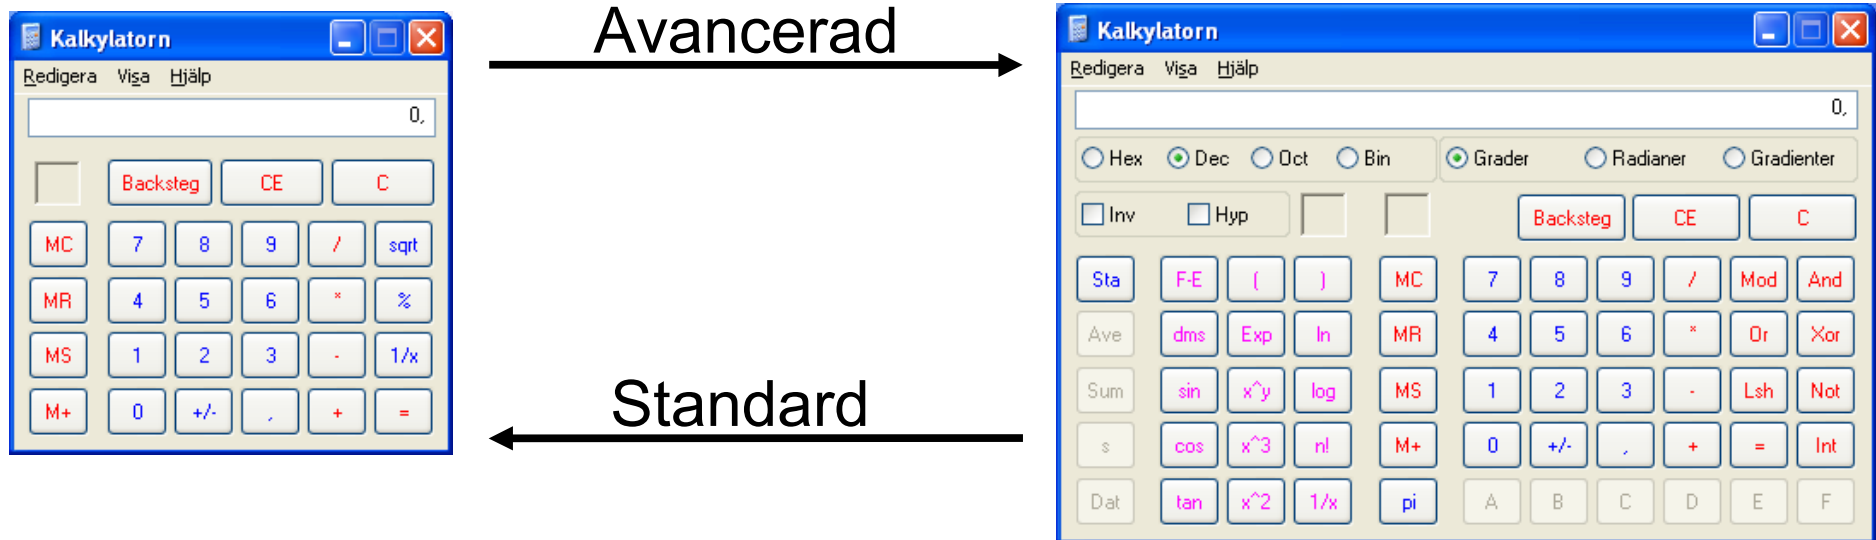 Kalkylatorn
Redigera Visa Hjälp
0,
Backsteg CE C
MC 7 8 9 / sqrt
MR 4 5 6 * %
MS 1 2 3 - 1/x
M+ 0 +/- , + =
Avancerad
Standard
Kalkylatorn
Redigera Visa Hjälp
0,
Hex Dec Oct Bin Grader Radianer Gradienter
Inv Hyp Backsteg CE C
Sta F-E ( ) MC 7 8 9 / Mod And
Ave dms Exp ln MR 4 5 6 * Or Xor
Sum sin x^y log MS 1 2 3 - Lsh Not
s cos x^3 n! M+ 0 +/- , + = Int
Dat tan x^2 1/x pi A B C D E F